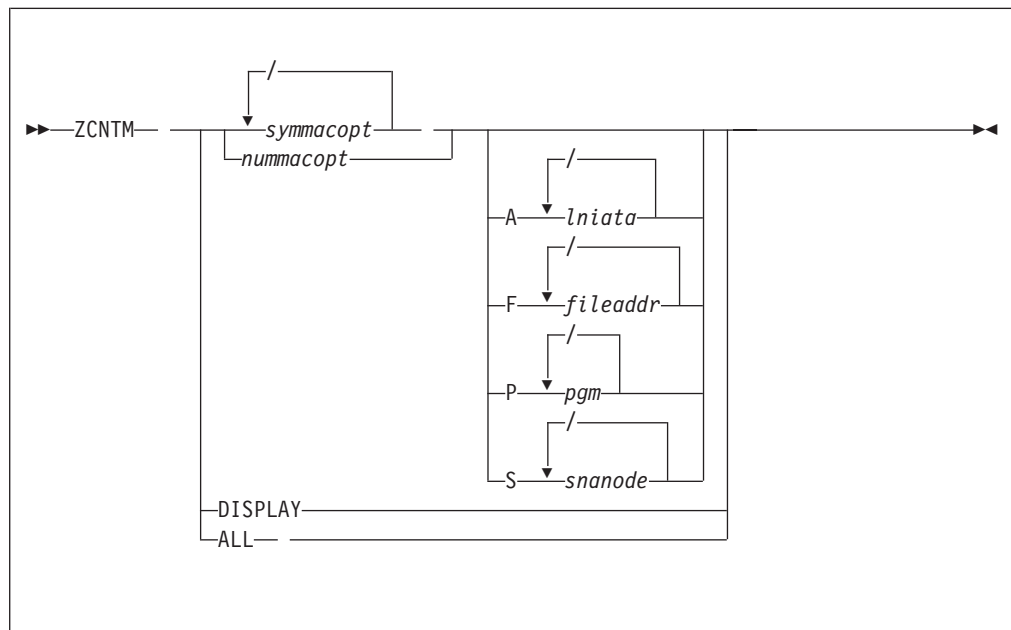 /
ZCNTM symmacopt
nummacopt
/
A lniata
/
F fileaddr
/
P pgm
/
S snanode
DISPLAY
ALL